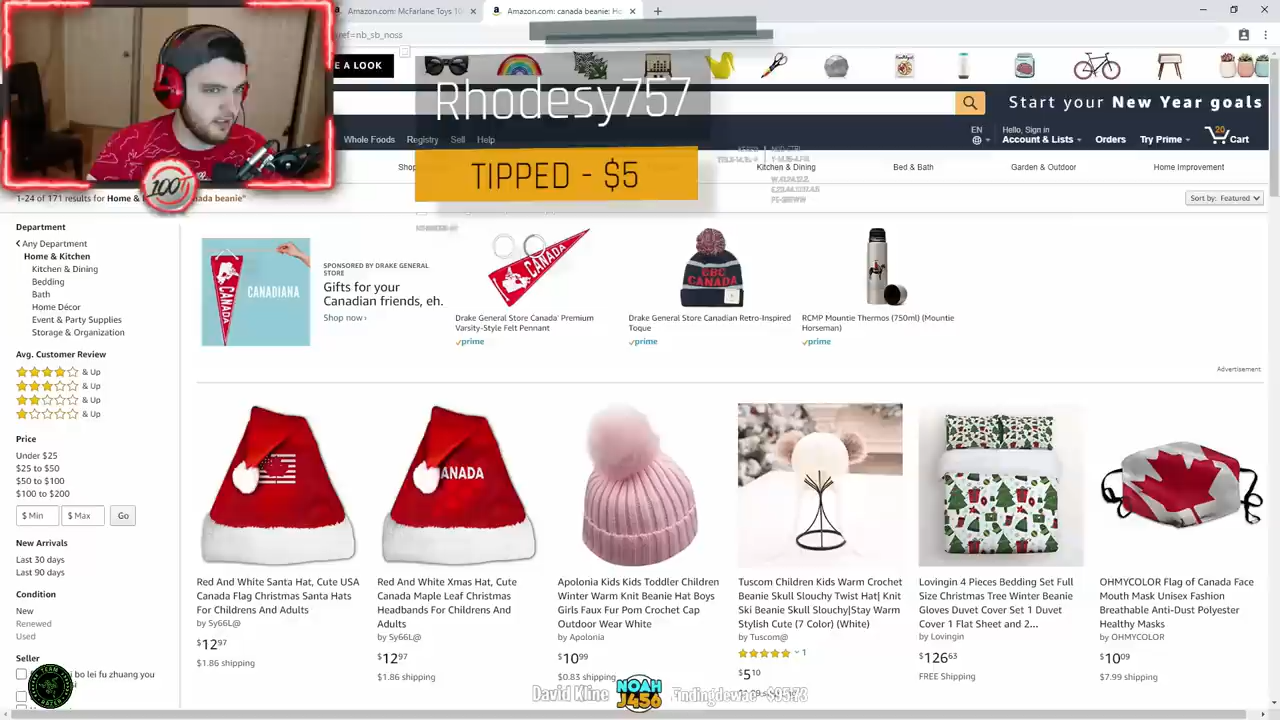 Amazon.com: McFarlane Toys 10
Amazon.com: canada beanie: Ho
ref=nb_sb_noss
E A LOOK
Rhodesy757
TIPPED - $5
Start your New Year goals
Whole Foods
Registry
Sell
Help
EN
Hello, Sign in
Account & Lists
Orders
Try Prime
20
Cart
Shop
Kitchen & Dining
Bed & Bath
Garden & Outdoor
Home Improvement
100T
1-24 of 171 results for Home &
nada beanie"
Sort by: Featured
Department
Any Department
Home & Kitchen
Kitchen & Dining
Bedding
Bath
Home Décor
Event & Party Supplies
Storage & Organization
Avg. Customer Review
& Up
& Up
& Up
& Up
Price
Under $25
$25 to $50
$50 to $100
$100 to $200
$ Min
$ Max
Go
New Arrivals
Last 30 days
Last 90 days
Condition
New
Renewed
Used
Seller
bo lei fu zhuang you
CANADA
CANADIANA
SPONSORED BY DRAKE GENERAL
STORE
Gifts for your
Canadian friends, eh.
Shop now ›
CANADA
Drake General Store Canada' Premium
Varsity-Style Felt Pennant
prime
CBC
CANADA
Drake General Store Canadian Retro-Inspired
Toque
prime
RCMP Mountie Thermos (750ml) (Mountie
Horseman)
prime
Advertisement
Red And White Santa Hat, Cute USA
Canada Flag Christmas Santa Hats
For Childrens And Adults
by Sy66L@
$12⁹⁷
$1.86 shipping
CANADA
Red And White Xmas Hat, Cute
Canada Maple Leaf Christmas
Headbands For Childrens And
Adults
by Sy66L@
$12⁹⁷
$1.86 shipping
Apolonia Kids Kids Toddler Children
Winter Warm Knit Beanie Hat Boys
Girls Faux Fur Pom Crochet Cap
Outdoor Wear White
by Apolonia
$10⁹⁹
$0.83 shipping
Tuscom Children Kids Warm Crochet
Beanie Skull Slouchy Twist Hat| Knit
Ski Beanie Skull Slouchy|Stay Warm
Stylish Cute (7 Color) (White)
by Tuscom@
1
$5¹⁰
Lovingin 4 Pieces Bedding Set Full
Size Christmas Tree Winter Beanie
Gloves Duvet Cover Set 1 Duvet
Cover 1 Flat Sheet and 2...
by Lovingin
$126⁶³
FREE Shipping
OHMYCOLOR Flag of Canada Face
Mouth Mask Unisex Fashion
Breathable Anti-Dust Polyester
Healthy Masks
by OHMYCOLOR
$10⁰⁹
$7.99 shipping
David Kline
NOAH
J456